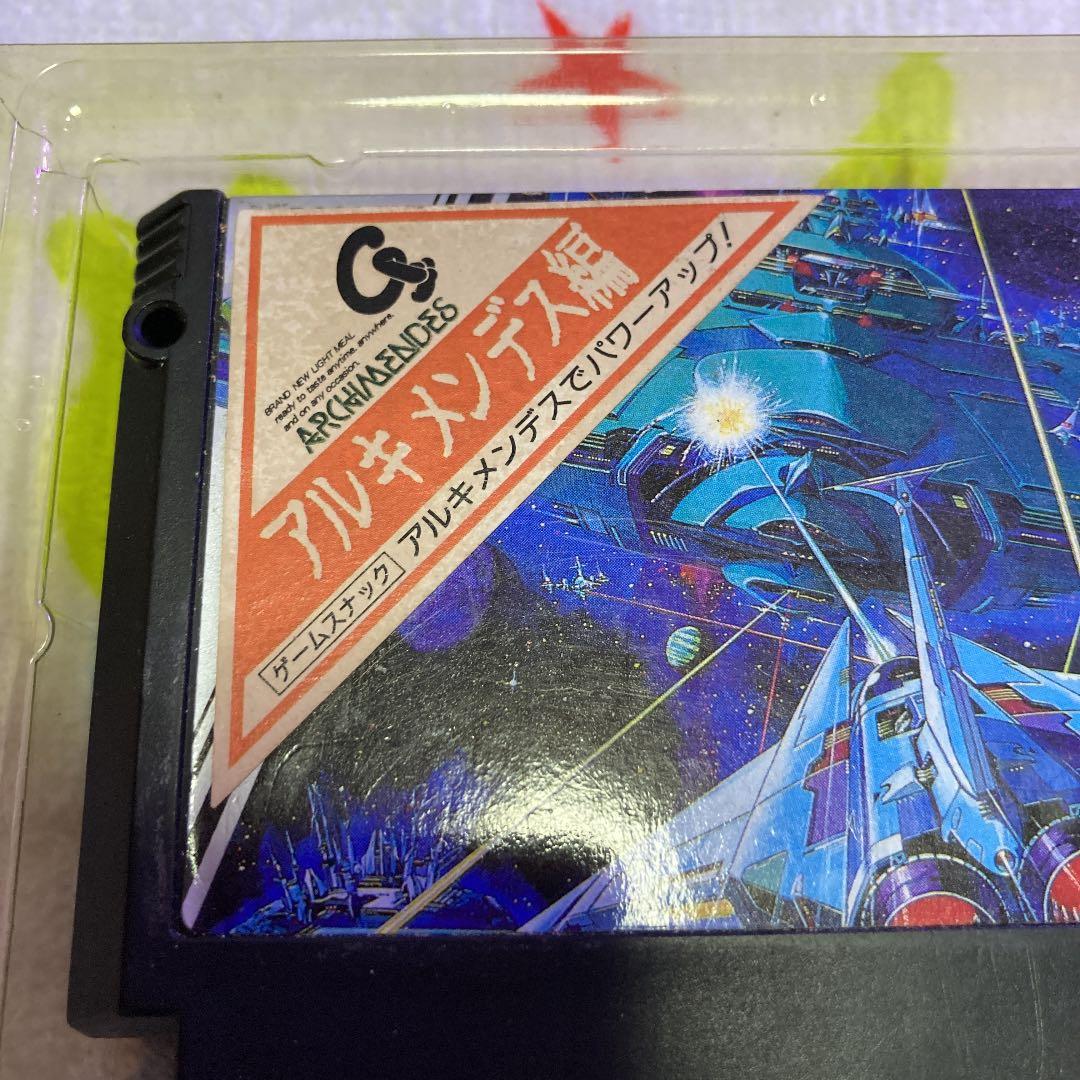 BRAND NEW LIGHT MEAL
ready to taste anytime, anywhere,
and on any occasion.
ARCHIMENDES
アルキメンデス編
ゲームスナック アルキメンデスでパワーアップ!